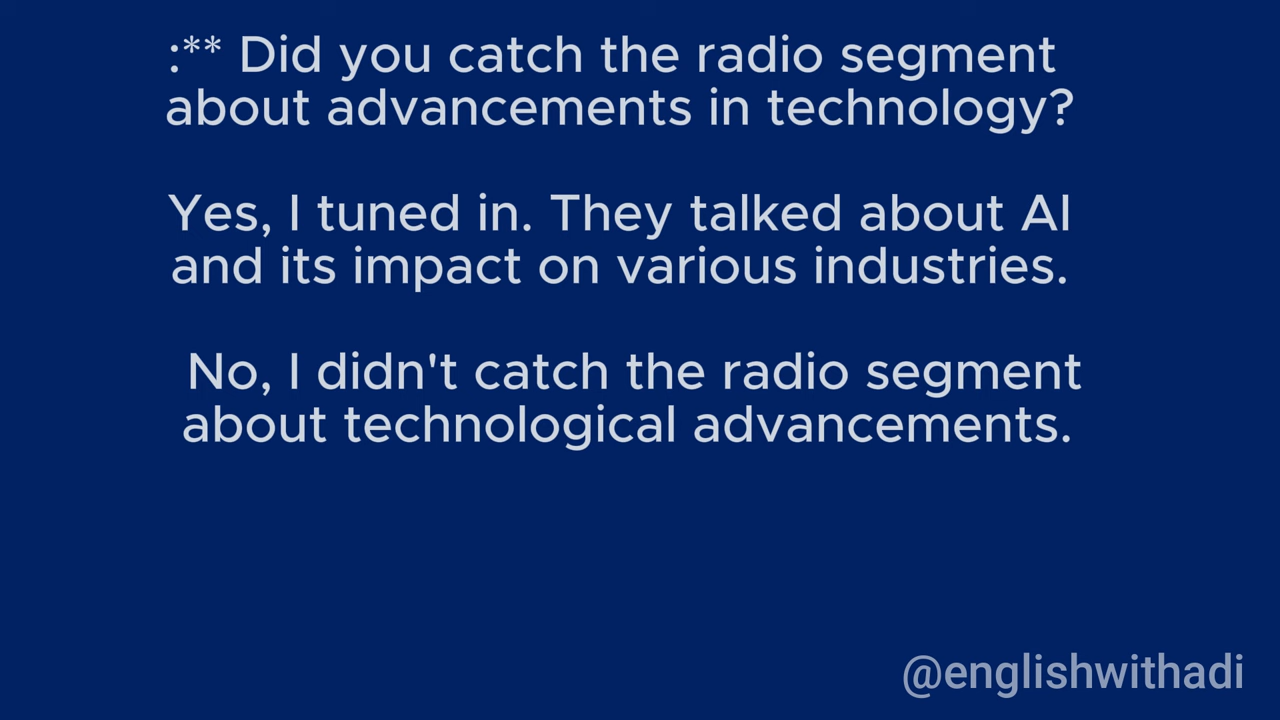 :** Did you catch the radio segment
about advancements in technology?
Yes, I tuned in. They talked about AI
and its impact on various industries.
No, I didn't catch the radio segment
about technological advancements.
@englishwithadi